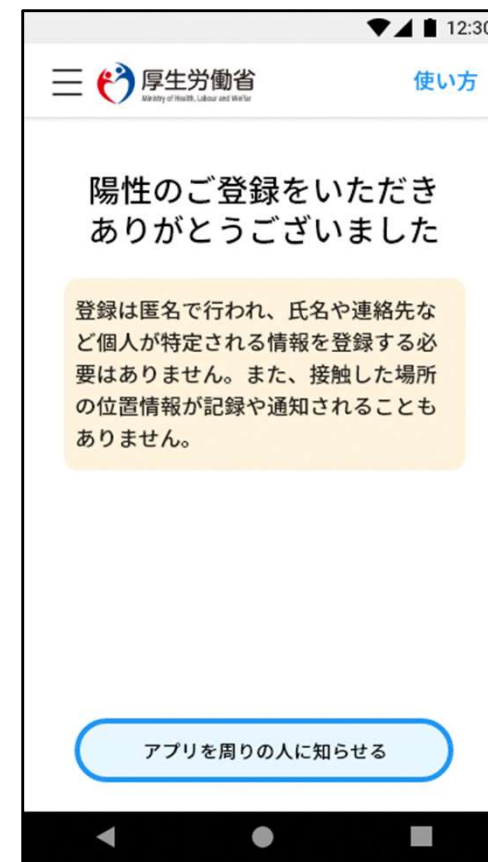 12:30
厚生労働省
Ministry of Health, Labour and Welfar
使い方
陽性のご登録をいただき
ありがとうございました
登録は匿名で行われ、氏名や連絡先な
ど個人が特定される情報を登録する必
要はありません。また、接触した場所
の位置情報が記録や通知されることも
ありません。
アプリを周りの人に知らせる